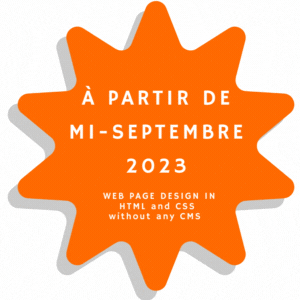 À PARTIR DE
MI-SEPTEMBRE
2023
WEB PAGE DESIGN IN
HTML and CSS
without any CMS